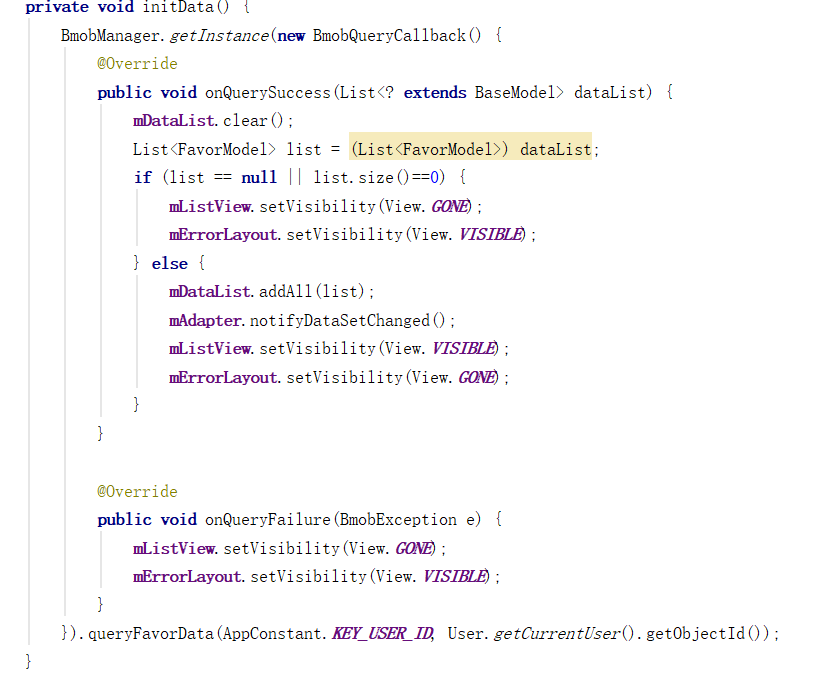 private void initData() {
    BmobManager.getInstance(new BmobQueryCallback() {
        @Override
        public void onQuerySuccess(List<? extends BaseModel> dataList) {
            mDataList.clear();
            List<FavorModel> list = (List<FavorModel>) dataList;
            if (list == null || list.size()==0) {
                mListView.setVisibility(View.GONE);
                mErrorLayout.setVisibility(View.VISIBLE);
            } else {
                mDataList.addAll(list);
                mAdapter.notifyDataSetChanged();
                mListView.setVisibility(View.VISIBLE);
                mErrorLayout.setVisibility(View.GONE);
            }
        }
        @Override
        public void onQueryFailure(BmobException e) {
            mListView.setVisibility(View.GONE);
            mErrorLayout.setVisibility(View.VISIBLE);
        }
    }).queryFavorData(AppConstant.KEY_USER_ID, User.getCurrentUser().getObjectId());
}